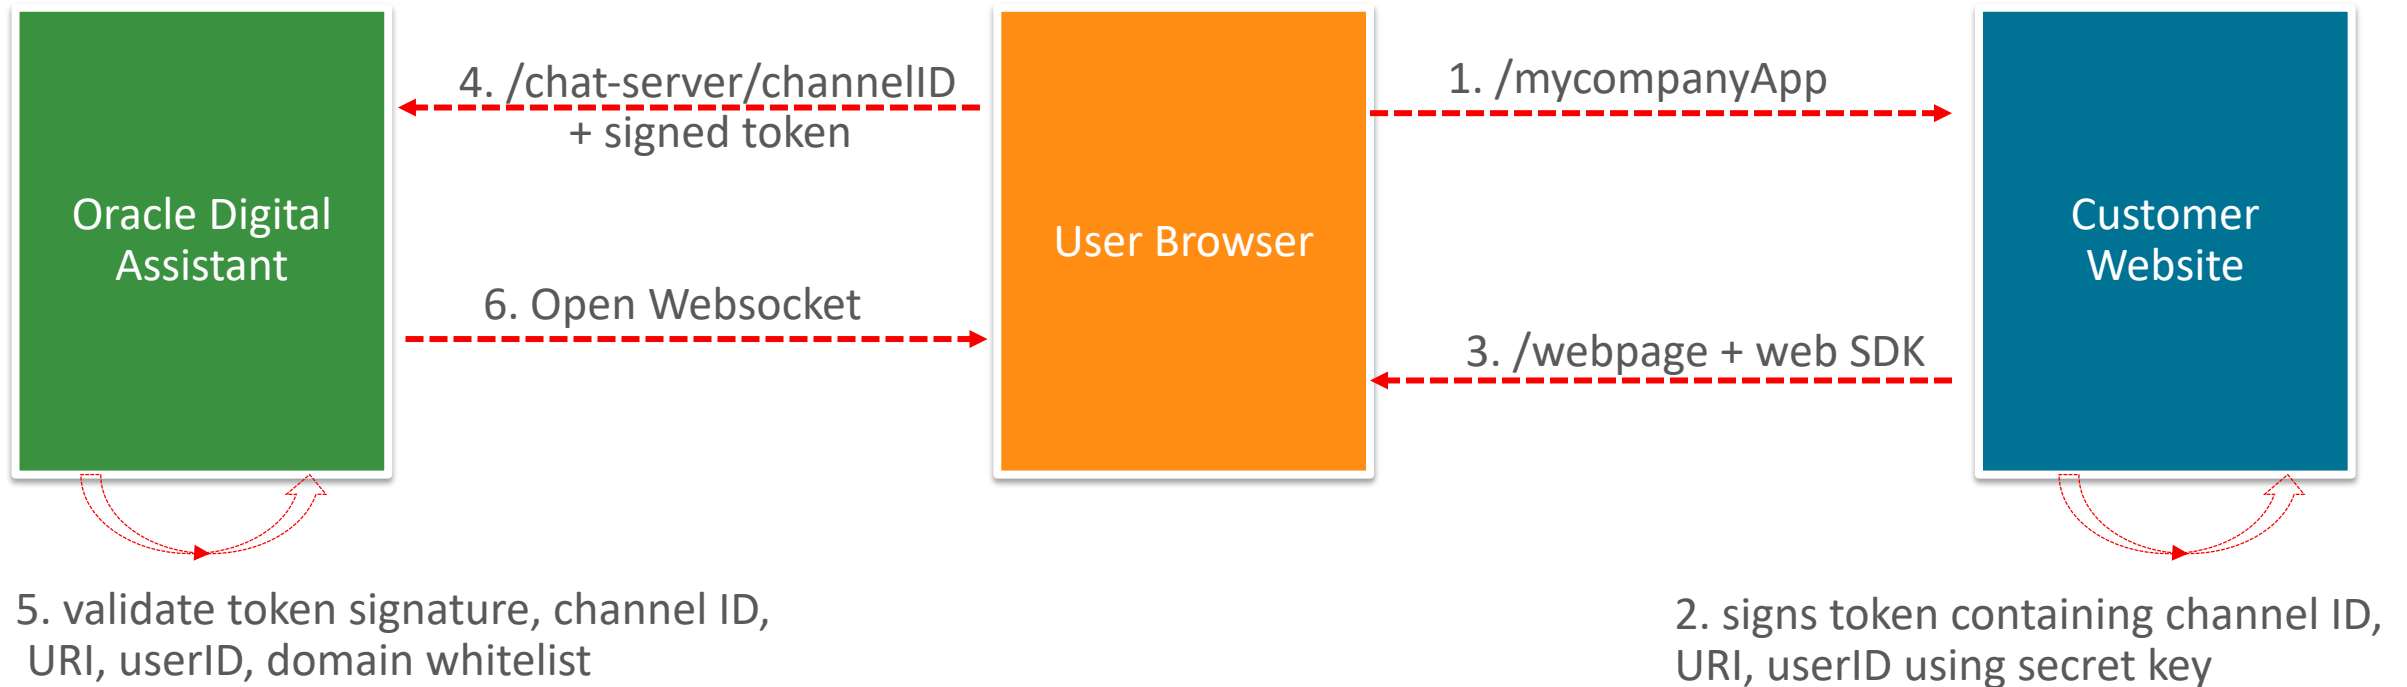 4. /chat-server/channelID
+ signed token
1. /mycompanyApp
Oracle Digital
Assistant
User Browser
Customer
Website
6. Open Websocket
3. /webpage + web SDK
5. validate token signature, channel ID,
URI, userID, domain whitelist
2. signs token containing channel ID,
URI, userID using secret key